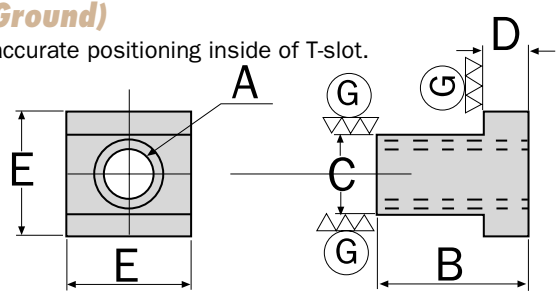 Ground)
accurate positioning inside of T-slot.
D
A
G
G
E
C
G
E
B